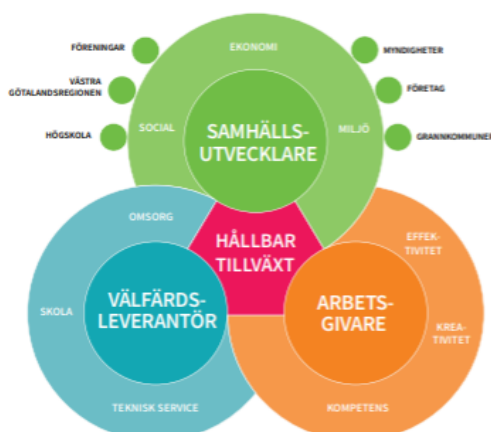 FÖRENINGAR
EKONOMI
MYNDIGHETER
VÄSTRA
GÖTALANDSREGIONEN
FÖRETAG
HÖGSKOLA
SOCIAL
SAMHÄLLS-
UTVECKLARE
MILJÖ
GRANNKOMMUNER
OMSORG
HÅLLBAR
TILLVÄXT
EFFEK-
TIVITET
SKOLA
VÄLFÄRDS-
LEVERANTÖR
ARBETS-
GIVARE
KREA-
TIVITET
TEKNISK SERVICE
KOMPETENS